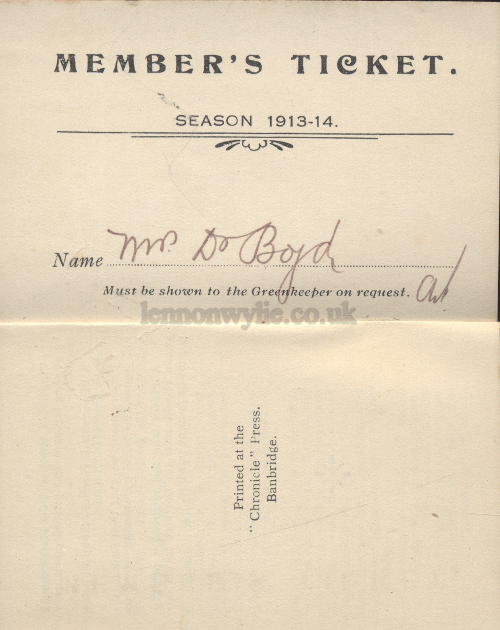 MEMBER'S TICKET.
SEASON 1913-14.
Name Mrs. Dr Boyd
Must be shown to the Greenkeeper on request.
lennonwylie.co.uk
Printed at the
"Chronicle" Press.
Banbridge.